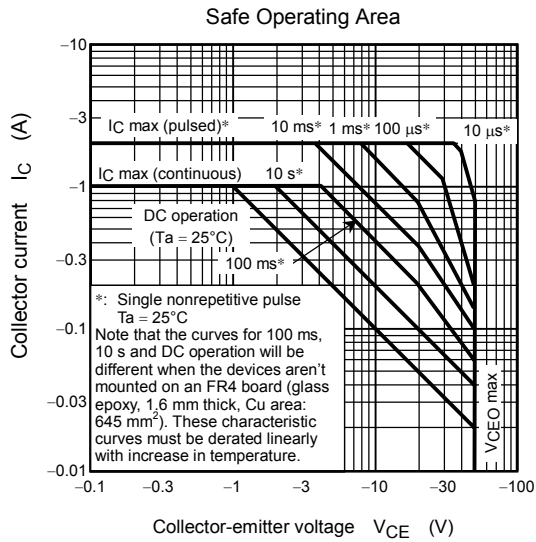 Safe Operating Area
−10
−3
−1
−0.3
−0.1
−0.03
−0.01
Collector current IC (A)
IC max (pulsed)*
10 ms*
1 ms*
100 μs*
10 μs*
IC max (continuous)
10 s*
DC operation
(Ta = 25°C)
100 ms*
*: Single nonrepetitive pulse
Ta = 25°C
Note that the curves for 100 ms,
10 s and DC operation will be
different when the devices aren’t
mounted on an FR4 board (glass
epoxy, 1.6 mm thick, Cu area:
645 mm²). These characteristic
curves must be derated linearly
with increase in temperature.
VCEO max
−0.1
−0.3
−1
−3
−10
−30
−100
Collector-emitter voltage VCE (V)